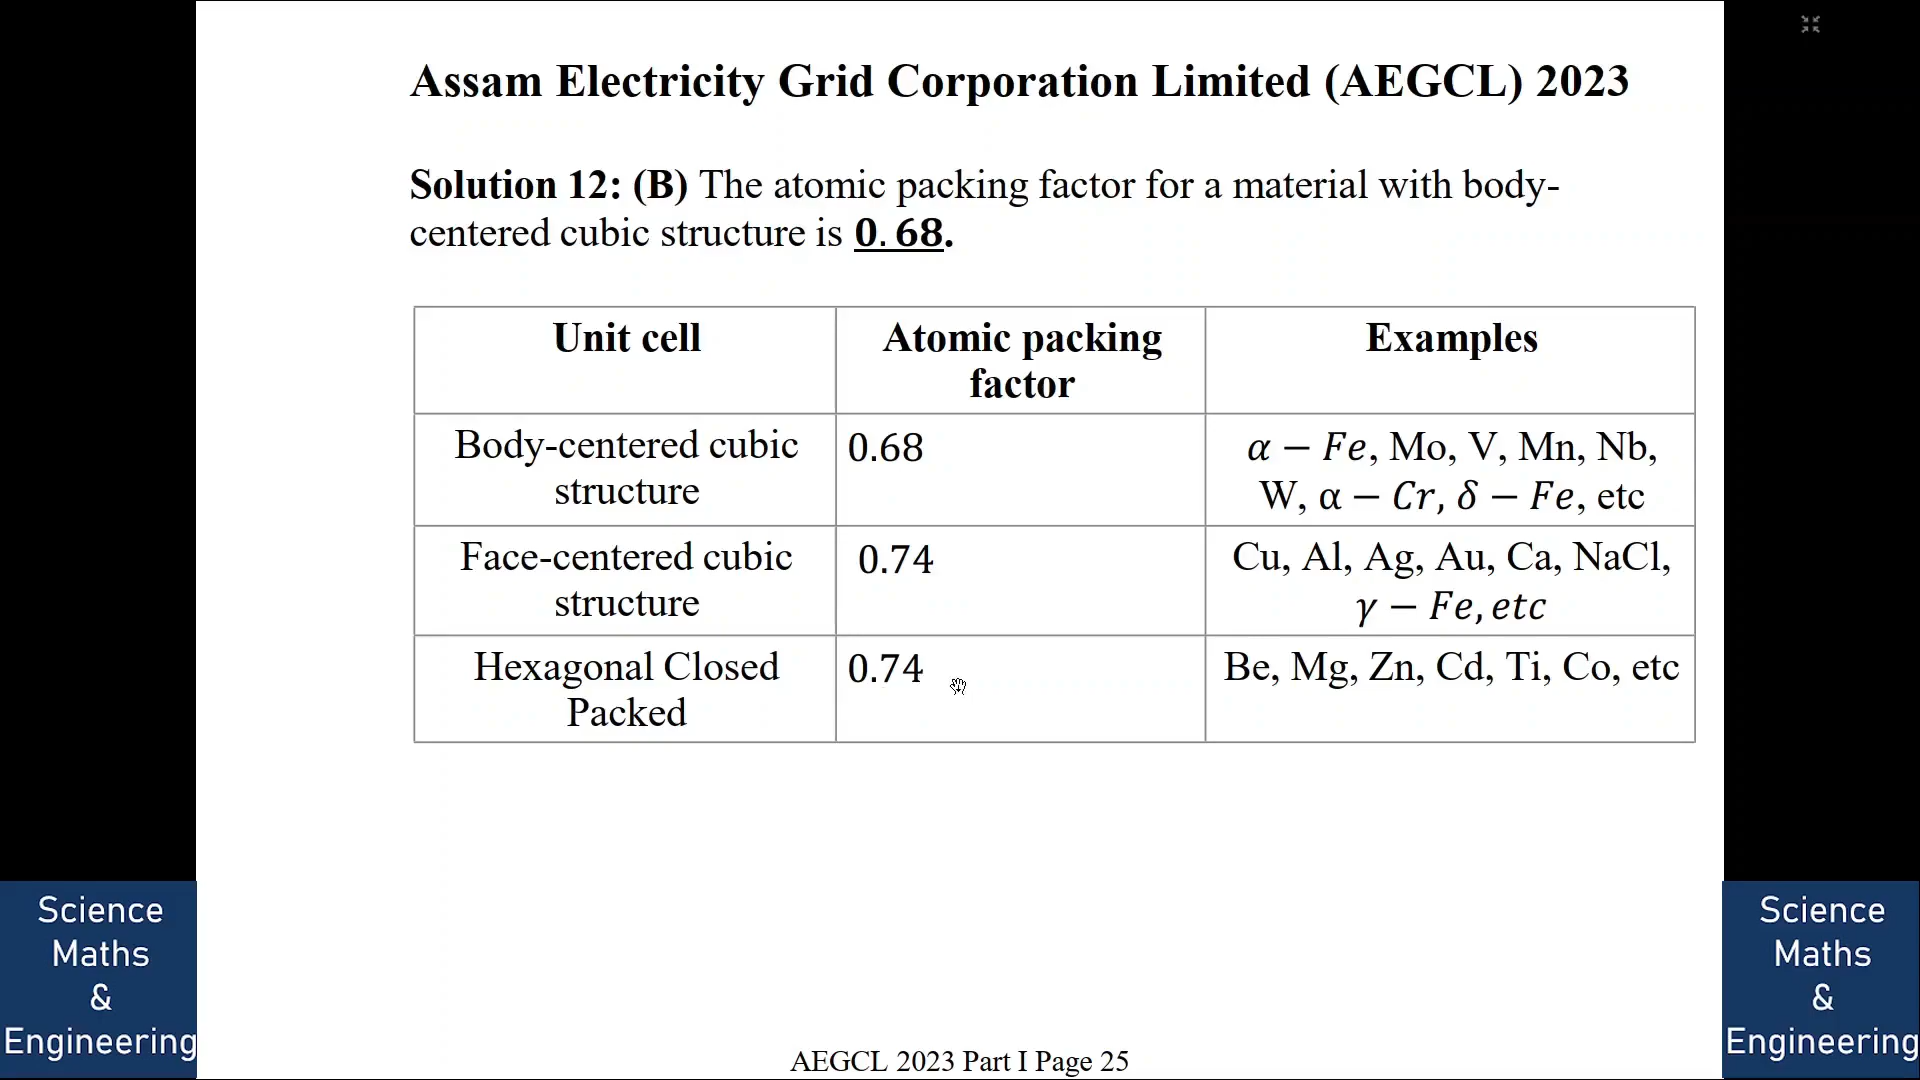 Assam Electricity Grid Corporation Limited (AEGCL) 2023
Solution 12: (B) The atomic packing factor for a material with body-
centered cubic structure is 0.68.
Unit cell
Atomic packing
factor
Examples
Body-centered cubic
structure
0.68
α − Fe, Mo, V, Mn, Nb,
W, α − Cr, δ − Fe, etc
Face-centered cubic
structure
0.74
Cu, Al, Ag, Au, Ca, NaCl,
γ − Fe, etc
Hexagonal Closed
Packed
0.74
Be, Mg, Zn, Cd, Ti, Co, etc
Science
Maths
&
Engineering
Science
Maths
&
Engineering
AEGCL 2023 Part I Page 25